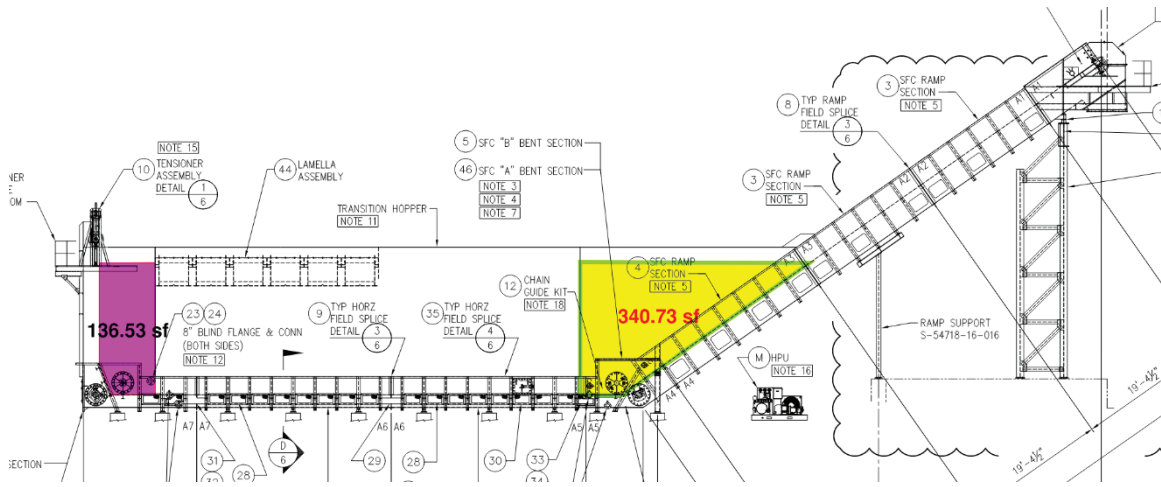 NOTE 15
10 TENSIONER
ASSEMBLY
DETAIL 1
6
NER
OM
44 LAMELLA
ASSEMBLY
TRANSITION HOPPER
NOTE 11
5 SFC "B" BENT SECTION
46 SFC "A" BENT SECTION
NOTE 3
NOTE 4
NOTE 7
8 TYP RAMP
FIELD SPLICE
DETAIL 3
6
3 SFC RAMP
SECTION
NOTE 5
3 SFC RAMP
SECTION
NOTE 5
4 SFC RAMP
SECTION
NOTE 5
12 CHAIN
GUIDE KIT
NOTE 18
136.53 sf
340.73 sf
23 24
8" BLIND FLANGE & CONN
(BOTH SIDES)
NOTE 12
9 TYP HORZ
FIELD SPLICE
DETAIL 3
6
35 TYP HORZ
FIELD SPLICE
DETAIL 4
6
M HPU
NOTE 16
RAMP SUPPORT
S-54718-16-016
A1 A1
A2 A2
A3 A3
A4 A4
A7 A7
A6 A6
A5 A5
D
6
31
32
28
29
28
30
33
34
SECTION
19'-4½"
19'-4½"